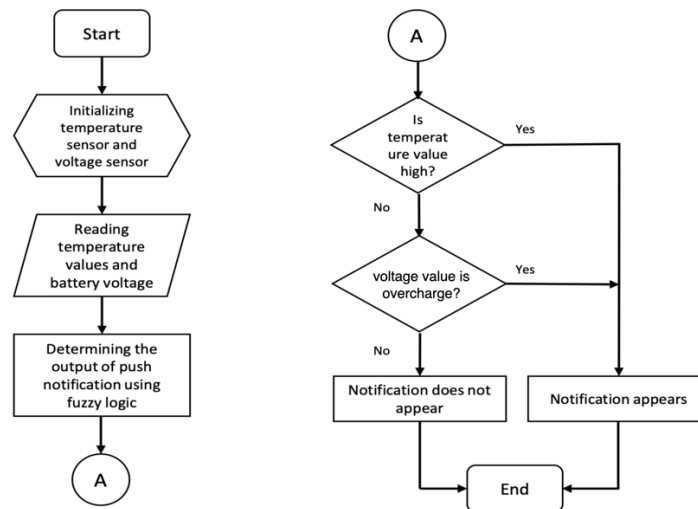 Start
Initializing
temperature
sensor and
voltage sensor
Reading
temperature
values and
battery voltage
Determining the
output of push
notification using
fuzzy logic
A
A
Is
temperat
ure value
high?
Yes
No
voltage value is
overcharge?
Yes
No
Notification does not
appear
Notification appears
End